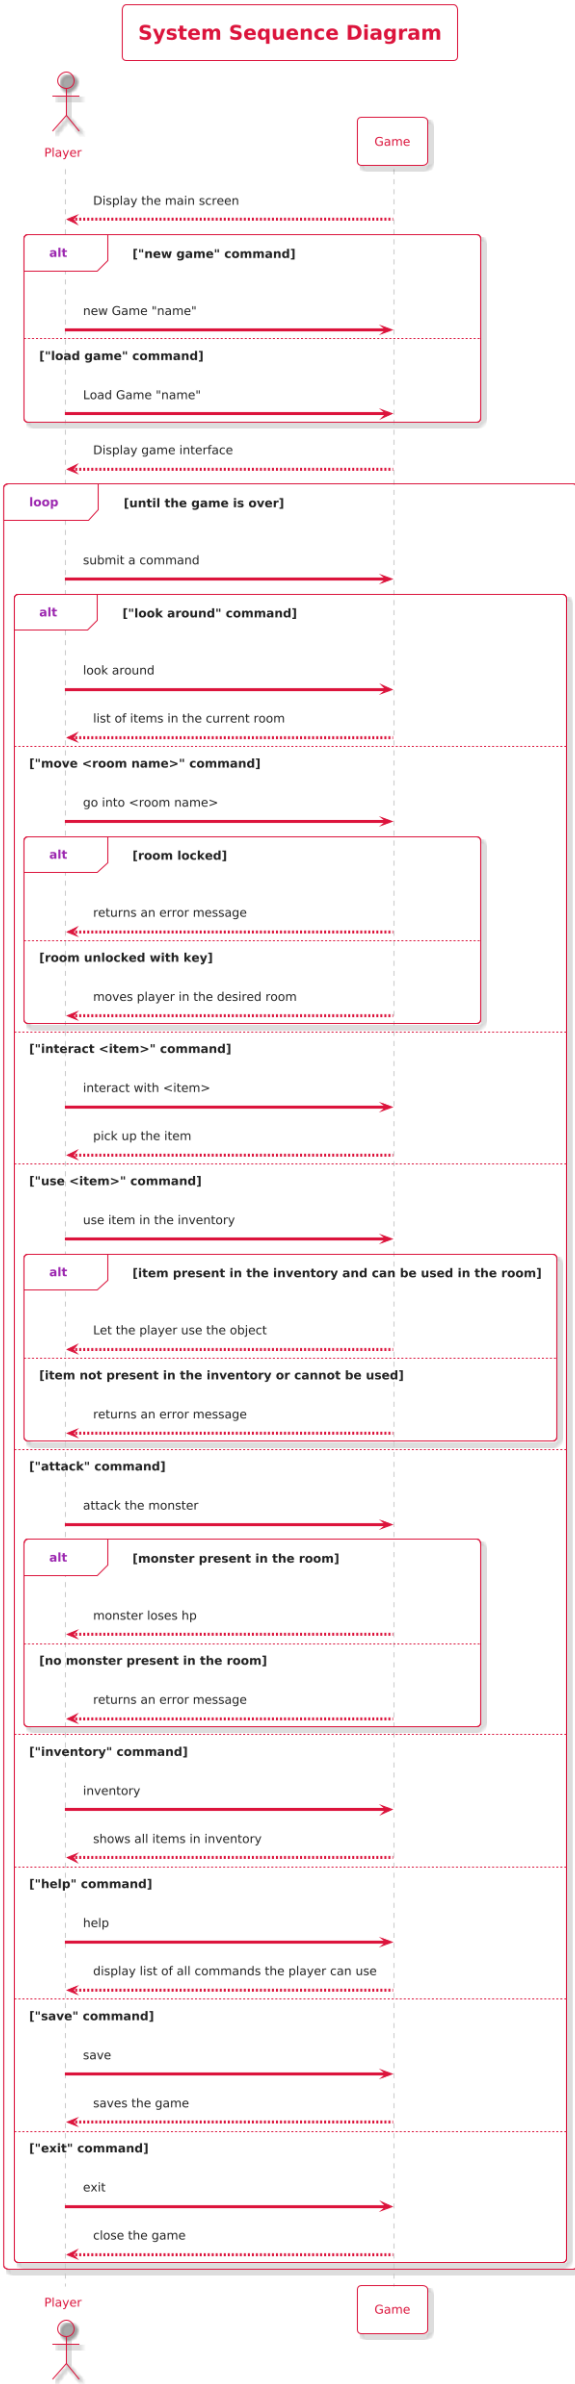 System Sequence Diagram
Player
Game
Display the main screen
alt
["new game" command]
new Game "name"
["load game" command]
Load Game "name"
Display game interface
loop
[until the game is over]
submit a command
alt
["look around" command]
look around
list of items in the current room
["move <room name>" command]
go into <room name>
alt
[room locked]
returns an error message
[room unlocked with key]
moves player in the desired room
["interact <item>" command]
interact with <item>
pick up the item
["use <item>" command]
use item in the inventory
alt
[item present in the inventory and can be used in the room]
Let the player use the object
[item not present in the inventory or cannot be used]
returns an error message
["attack" command]
attack the monster
alt
[monster present in the room]
monster loses hp
[no monster present in the room]
returns an error message
["inventory" command]
inventory
shows all items in inventory
["help" command]
help
display list of all commands the player can use
["save" command]
save
saves the game
["exit" command]
exit
close the game
Player
Game